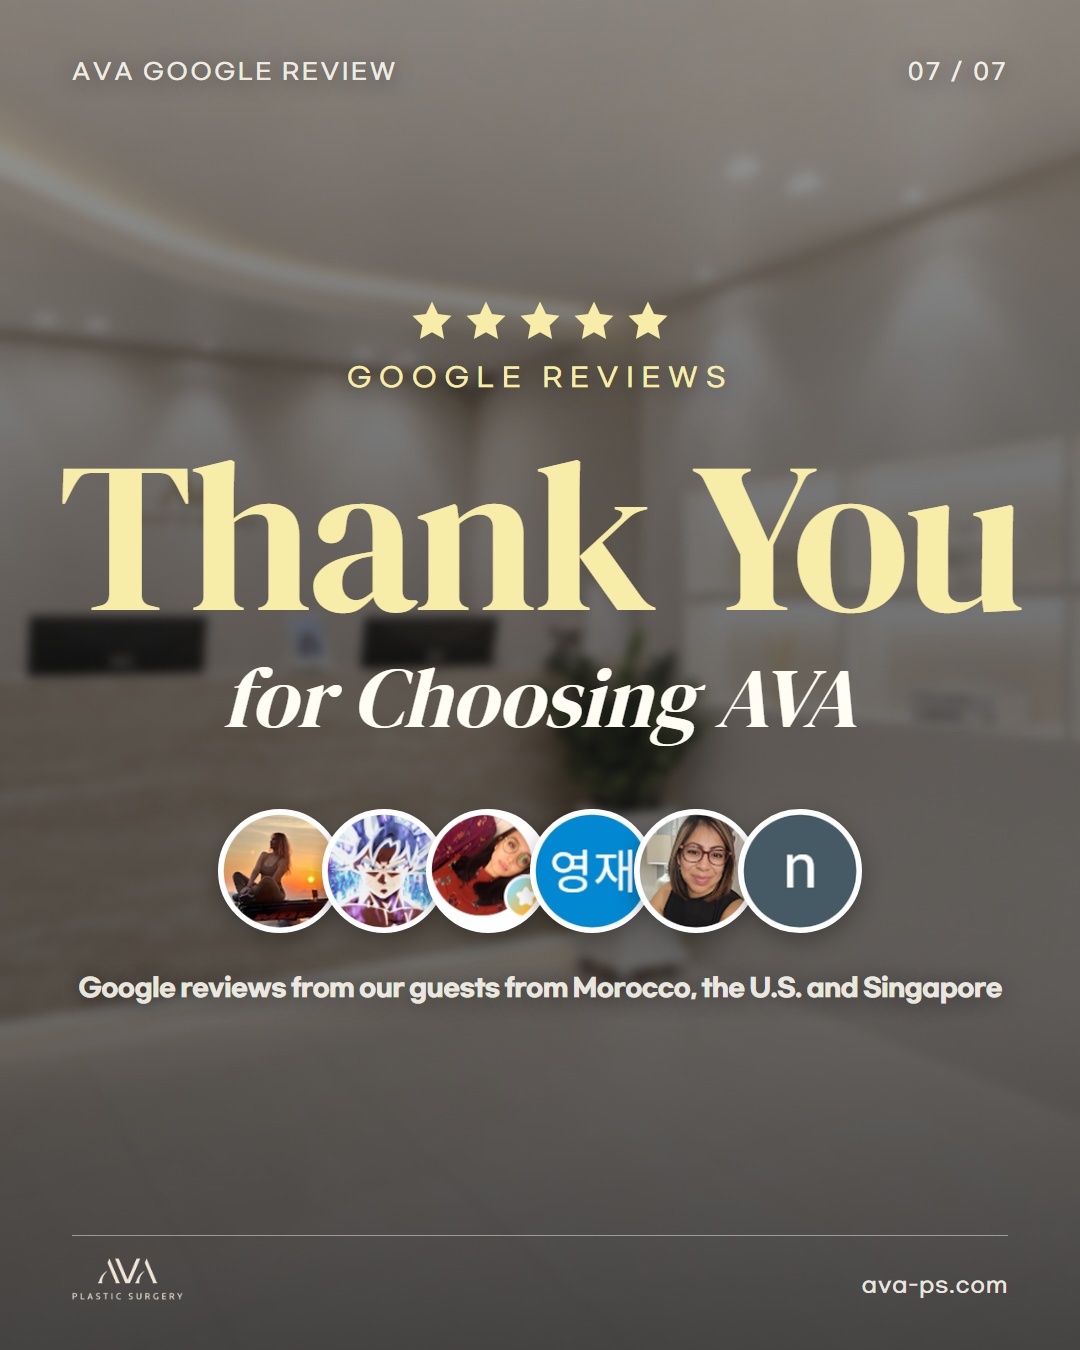 AVA GOOGLE REVIEW
07 / 07
GOOGLE REVIEWS
Thank You
for Choosing AVA
영재
n
Google reviews from our guests from Morocco, the U.S. and Singapore
AVA
PLASTIC SURGERY
ava-ps.com